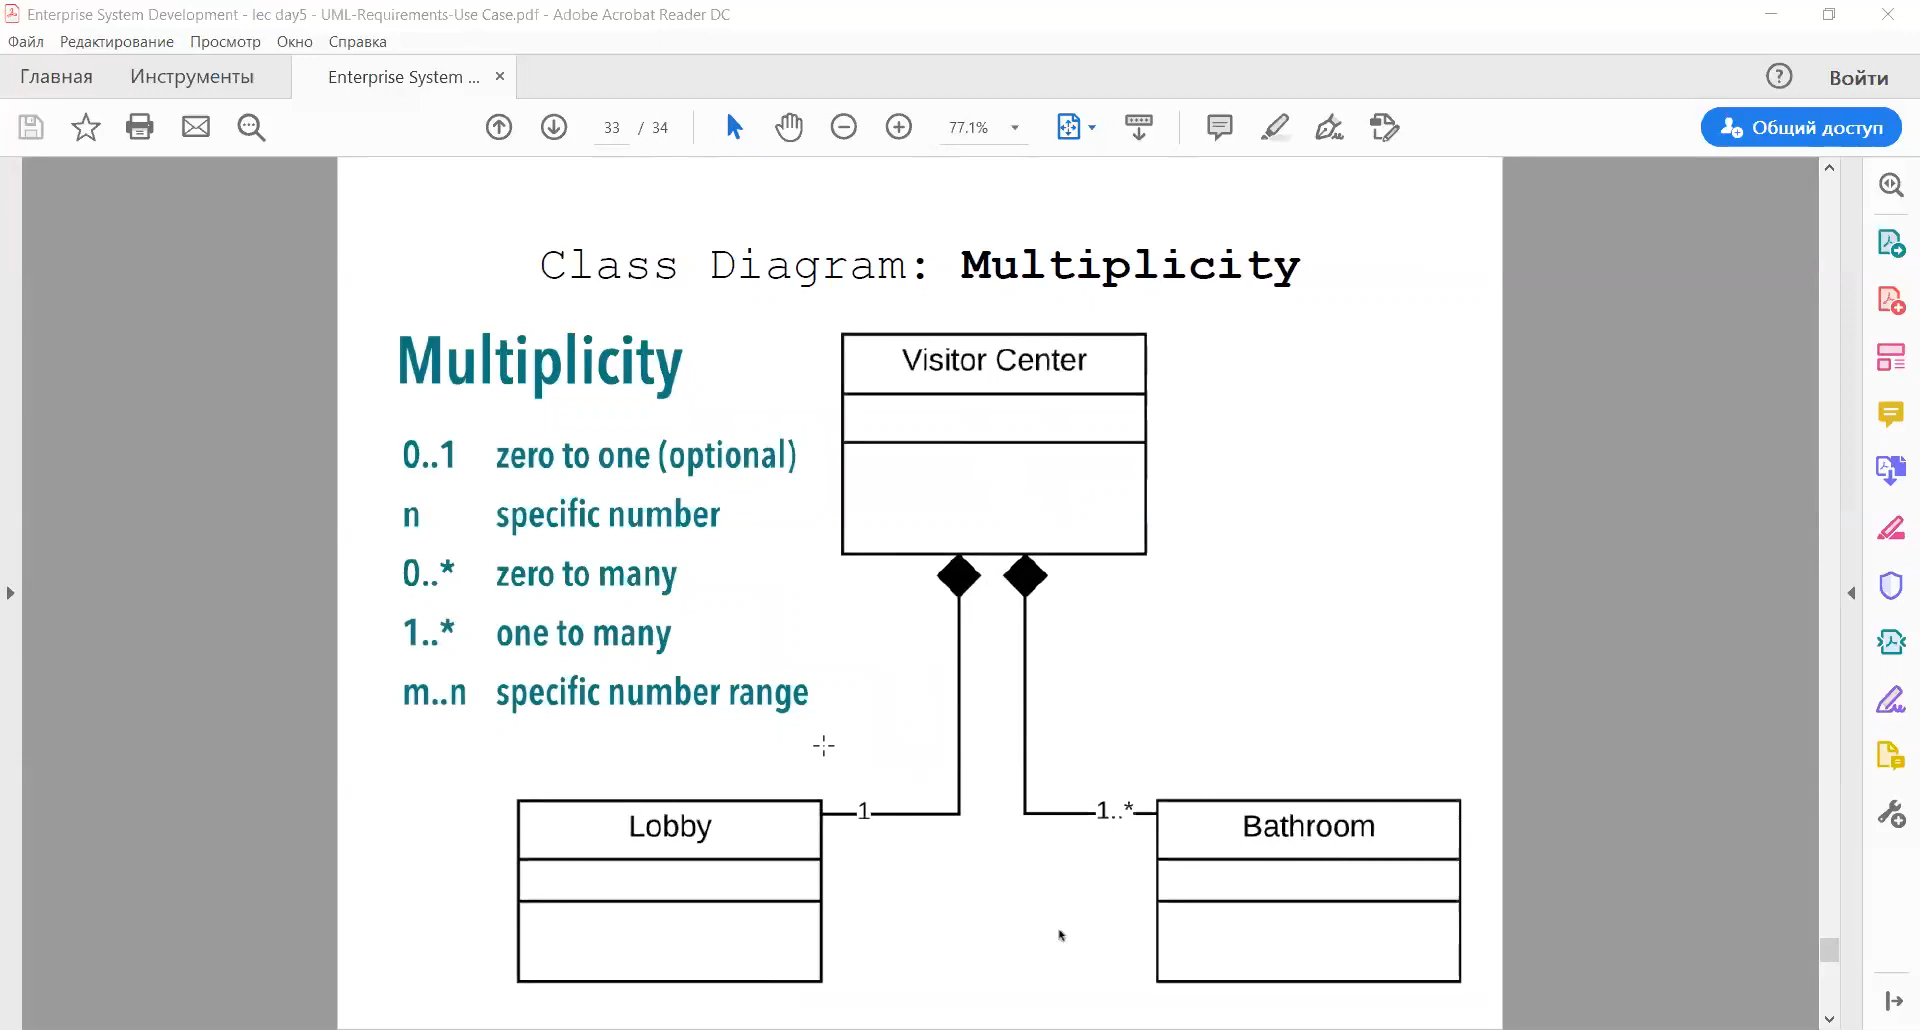 Enterprise System Development - lec day5 - UML-Requirements-Use Case.pdf - Adobe Acrobat Reader DC
Файл Редактирование Просмотр Окно Справка
Главная Инструменты Enterprise System ... Войти
33 / 34 77.1% Общий доступ
Class Diagram: Multiplicity
Multiplicity
0..1 zero to one (optional)
n specific number
0..* zero to many
1..* one to many
m..n specific number range
Visitor Center
1 1..*
Lobby Bathroom